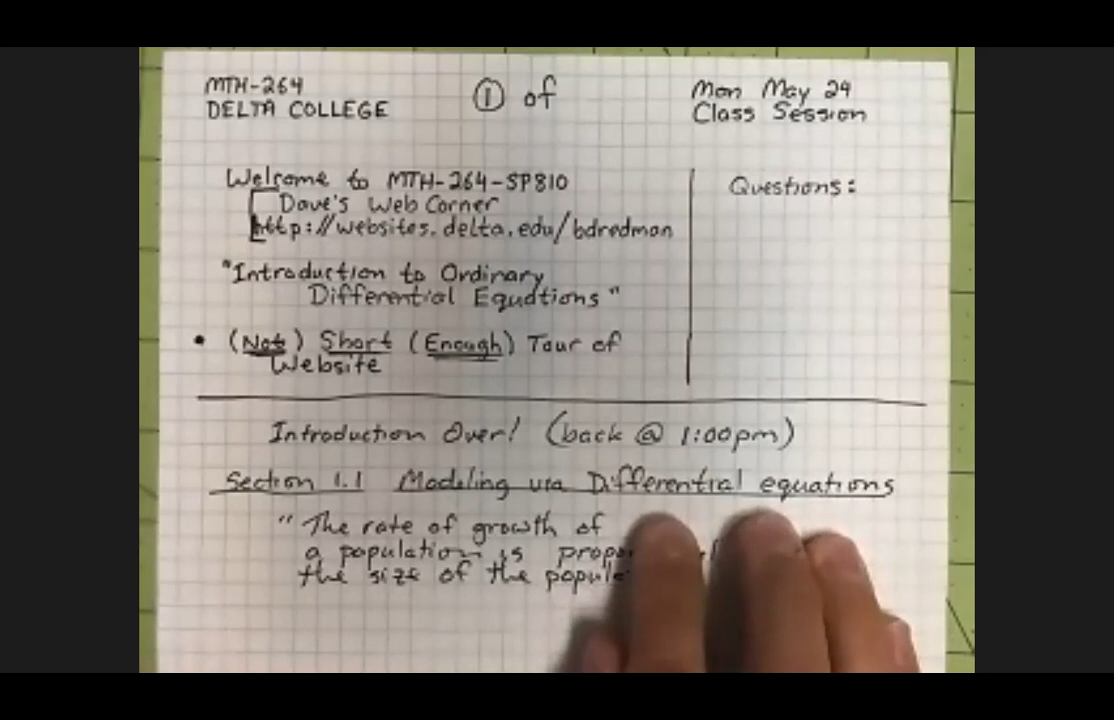 MTH-264
DELTA COLLEGE
① of
Mon May 24
Class Session
Welcome to MTH-264-SP810
Dave's Web Corner
http://websites.delta.edu/bdredman
Questions:
"Introduction to Ordinary
Differential Equations"
• (Not) Short (Enough) Tour of
Website
Introduction Over! (back @ 1:00pm)
Section 1.1 Modeling via Differential equations
"The rate of growth of
a population is
the size of the